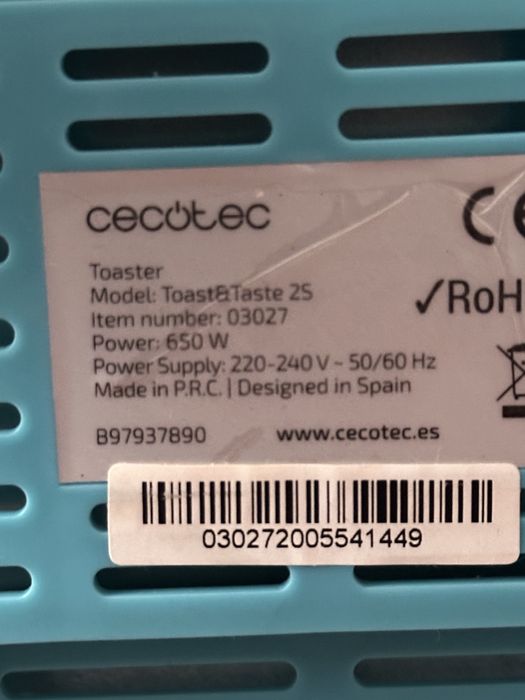 cecotec
CE
Toaster
Model: Toast&Taste 2S
Item number: 03027
✓RoH
Power: 650 W
Power Supply: 220-240 V ~ 50/60 Hz
Made in P.R.C. | Designed in Spain
B97937890 www.cecotec.es
030272005541449